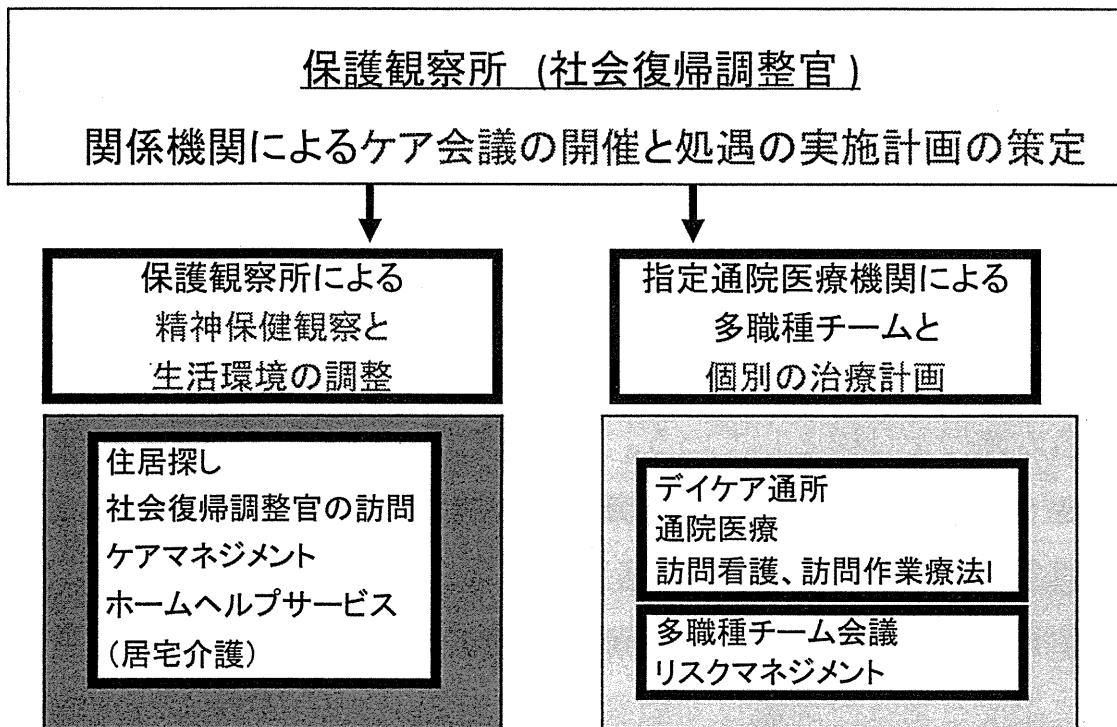 保護観察所 (社会復帰調整官)
関係機関によるケア会議の開催と処遇の実施計画の策定
保護観察所による
精神保健観察と
生活環境の調整
指定通院医療機関による
多職種チームと
個別の治療計画
住居探し
社会復帰調整官の訪問
ケアマネジメント
ホームヘルプサービス
(居宅介護)
デイケア通所
通院医療
訪問看護、訪問作業療法l
多職種チーム会議
リスクマネジメント